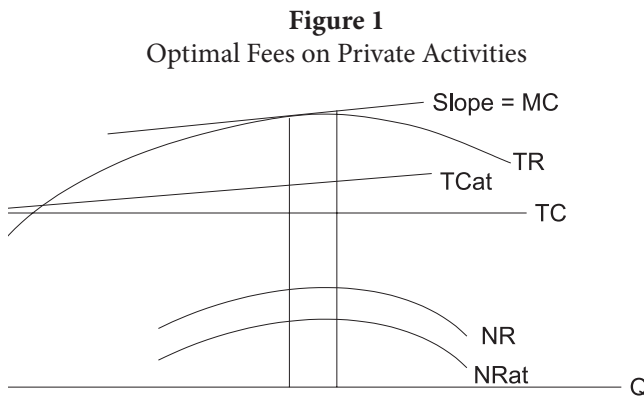 Figure 1
Optimal Fees on Private Activities
Slope = MC
TR
TCat
TC
NR
NRat
Q